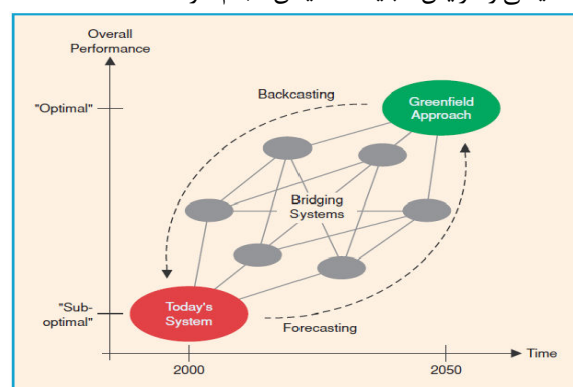 Overall
Performance
"Optimal"
Backcasting
Greenfield
Approach
Bridging
Systems
"Sub-
optimal"
Today's
System
Forecasting
Time
2000
2050